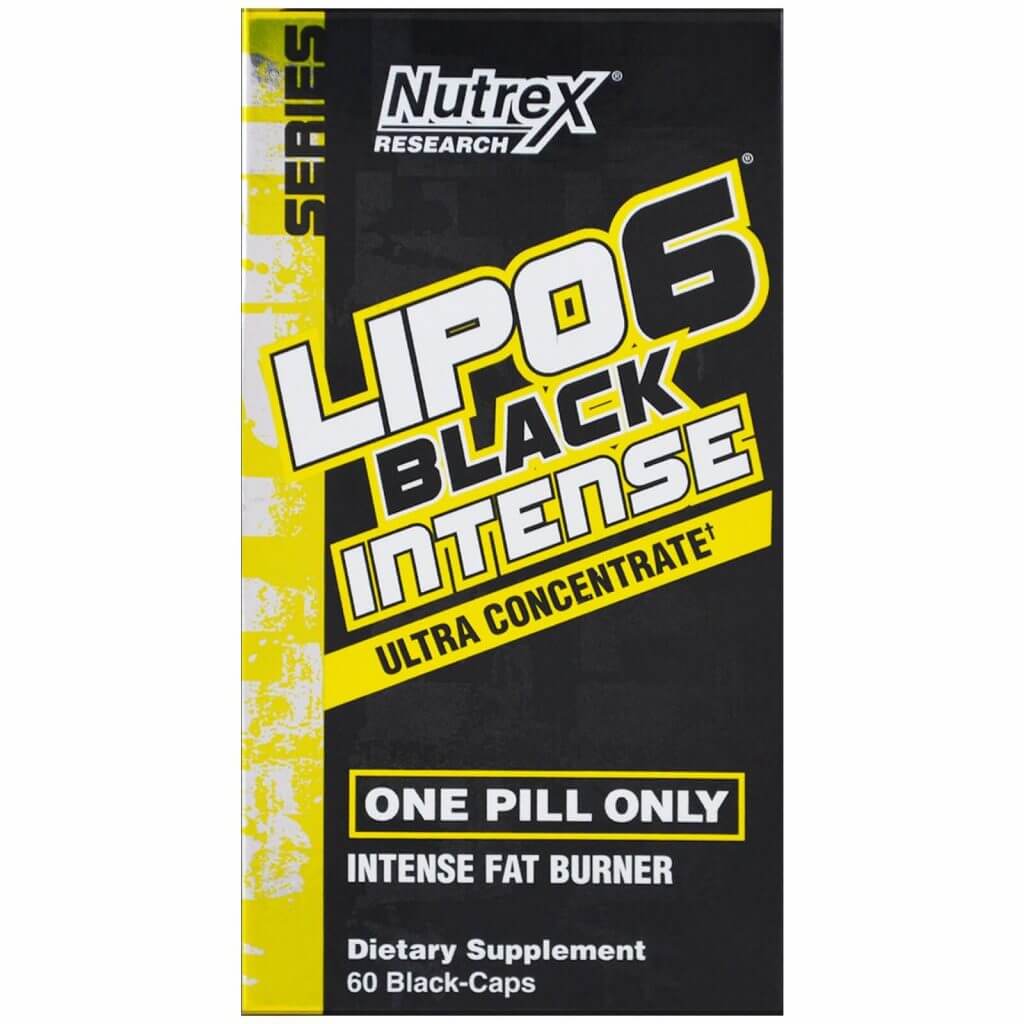 SERIES
Nutrex®
RESEARCH
LIPO6®
BLACK
INTENSE
ULTRA CONCENTRATE†
ONE PILL ONLY
INTENSE FAT BURNER
Dietary Supplement
60 Black-Caps